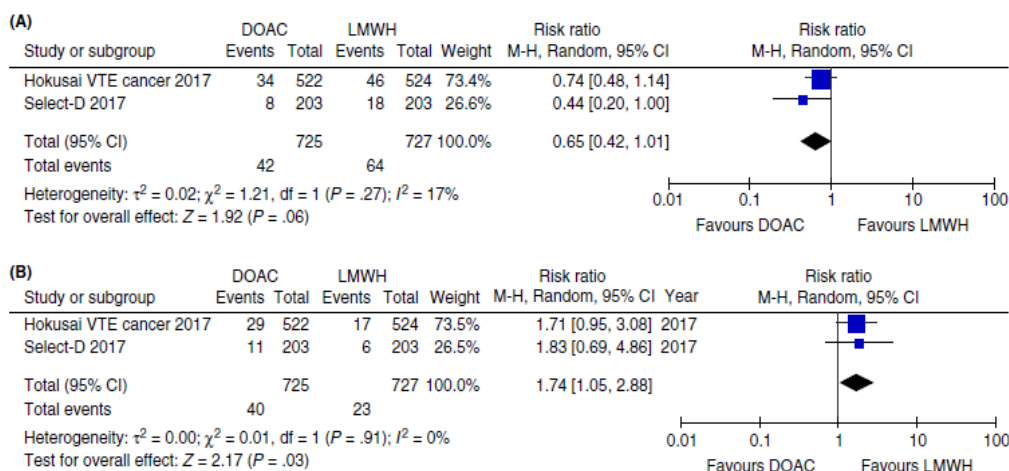 (A)
DOAC LMWH Risk ratio Risk ratio
Study or subgroup Events Total Events Total Weight M-H, Random, 95% CI M-H, Random, 95% CI
Hokusai VTE cancer 2017 34 522 46 524 73.4% 0.74 [0.48, 1.14]
Select-D 2017 8 203 18 203 26.6% 0.44 [0.20, 1.00]
Total (95% CI) 725 727 100.0% 0.65 [0.42, 1.01]
Total events 42 64
Heterogeneity: τ² = 0.02; χ² = 1.21, df = 1 (P = .27); I² = 17%
Test for overall effect: Z = 1.92 (P = .06)
0.01 0.1 1 10 100
Favours DOAC Favours LMWH
(B)
DOAC LMWH Risk ratio Risk ratio
Study or subgroup Events Total Events Total Weight M-H, Random, 95% CI Year M-H, Random, 95% CI
Hokusai VTE cancer 2017 29 522 17 524 73.5% 1.71 [0.95, 3.08] 2017
Select-D 2017 11 203 6 203 26.5% 1.83 [0.69, 4.86] 2017
Total (95% CI) 725 727 100.0% 1.74 [1.05, 2.88]
Total events 40 23
Heterogeneity: τ² = 0.00; χ² = 0.01, df = 1 (P = .91); I² = 0%
Test for overall effect: Z = 2.17 (P = .03)
0.01 0.1 1 10 100
Favours DOAC Favours LMWH